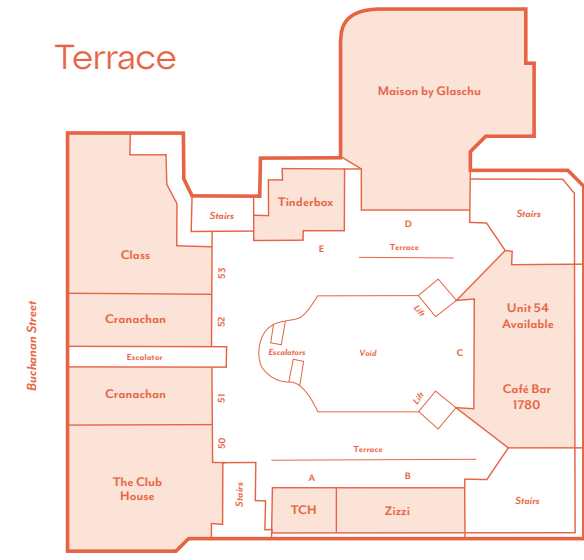 Terrace
Maison by Glaschu
Tinderbox
Stairs
Stairs
D
Terrace
E
Class
53
Lift
Unit 54
Available
Cranachan
52
Buchanan Street
Escalator
Escalators
Void
C
Café Bar
1780
Cranachan
51
Lift
50
Terrace
The Club
House
Stairs
A
B
Stairs
TCH
Zizzi